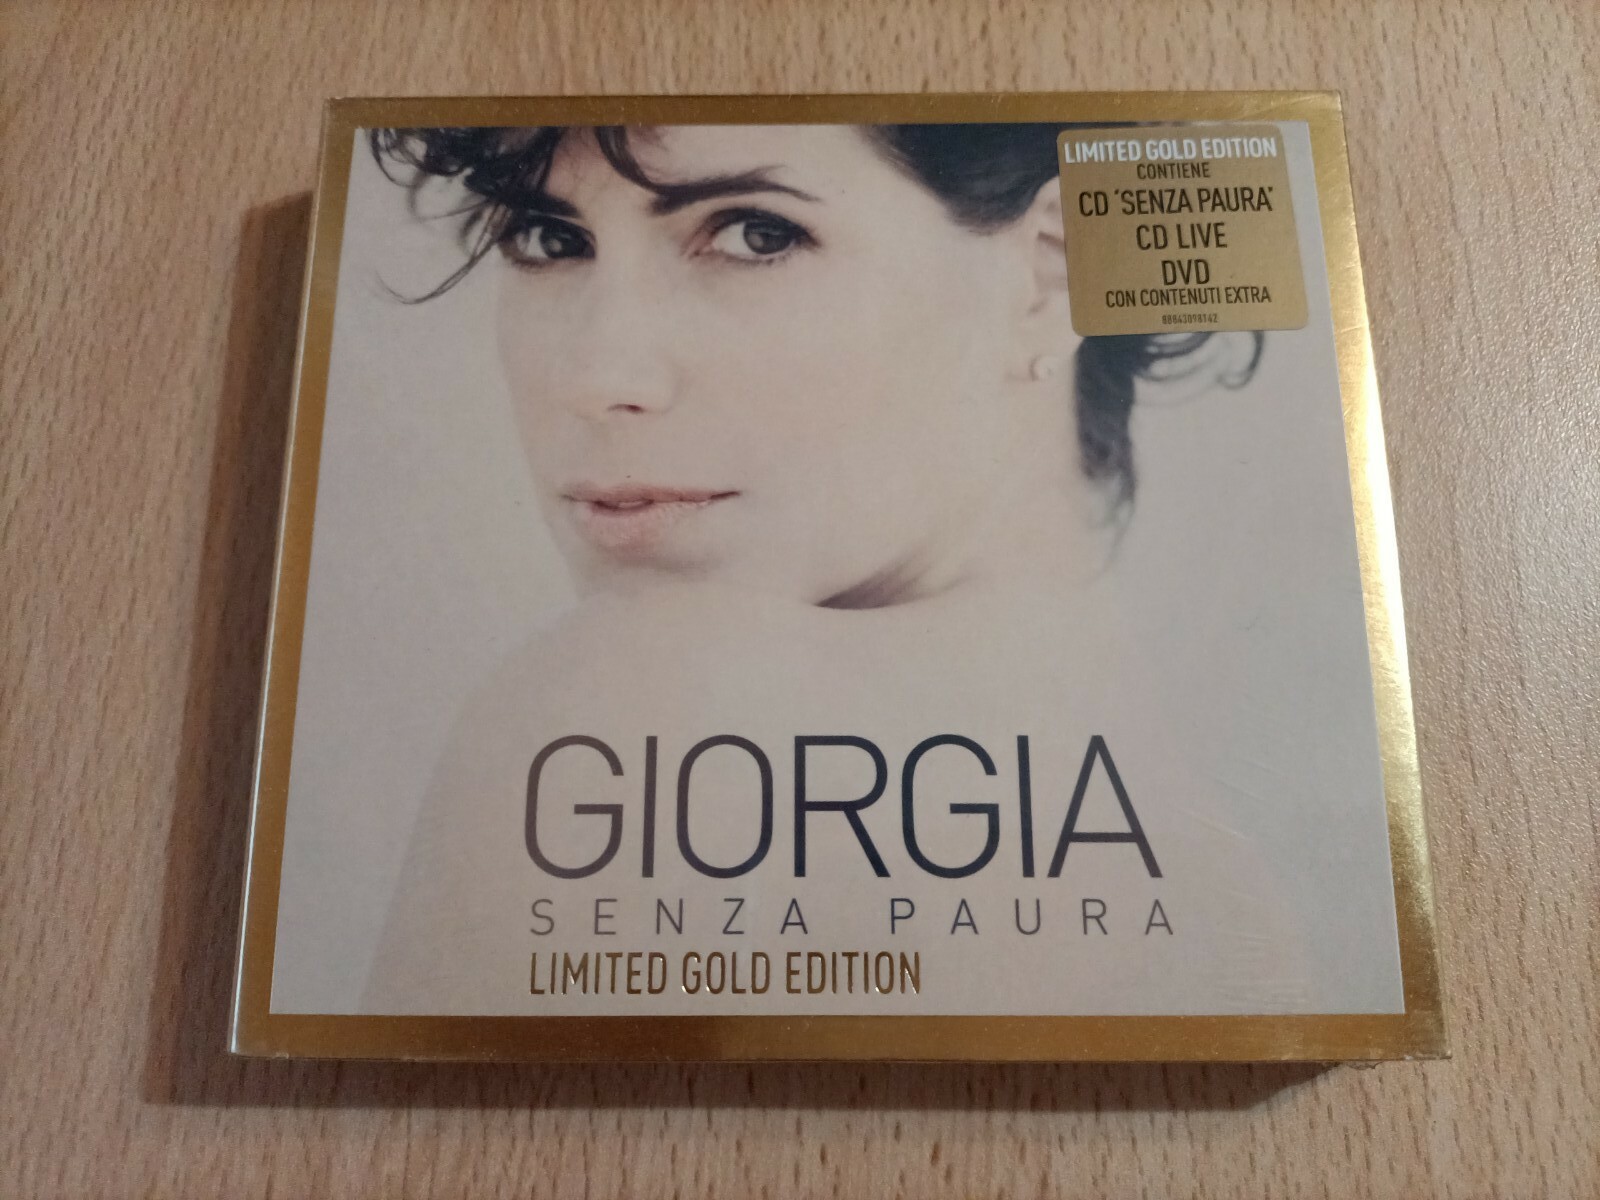 LIMITED GOLD EDITION
CONTIENE
CD 'SENZA PAURA'
CD LIVE
DVD
CON CONTENUTI EXTRA
88843098142
GIORGIA
SENZA PAURA
LIMITED GOLD EDITION